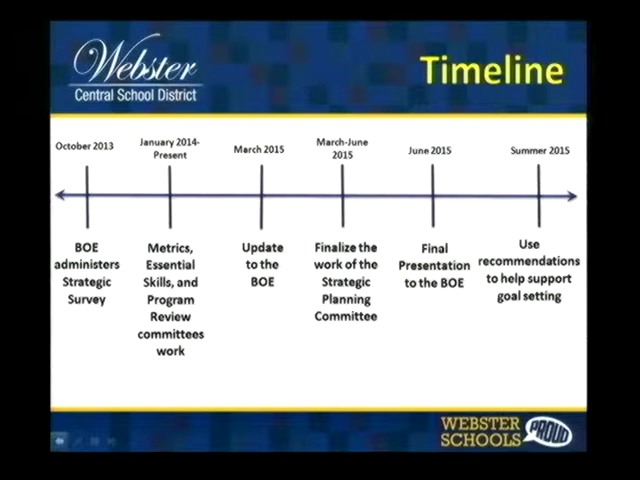 Webster
Central School District
Timeline
October 2013
January 2014-
Present
March 2015
March-June
2015
June 2015
Summer 2015
BOE
administers
Strategic
Survey
Metrics,
Essential
Skills, and
Program
Review
committees
work
Update
to the
BOE
Finalize the
work of the
Strategic
Planning
Committee
Final
Presentation
to the BOE
Use
recommendations
to help support
goal setting
WEBSTER
SCHOOLS
PROUD